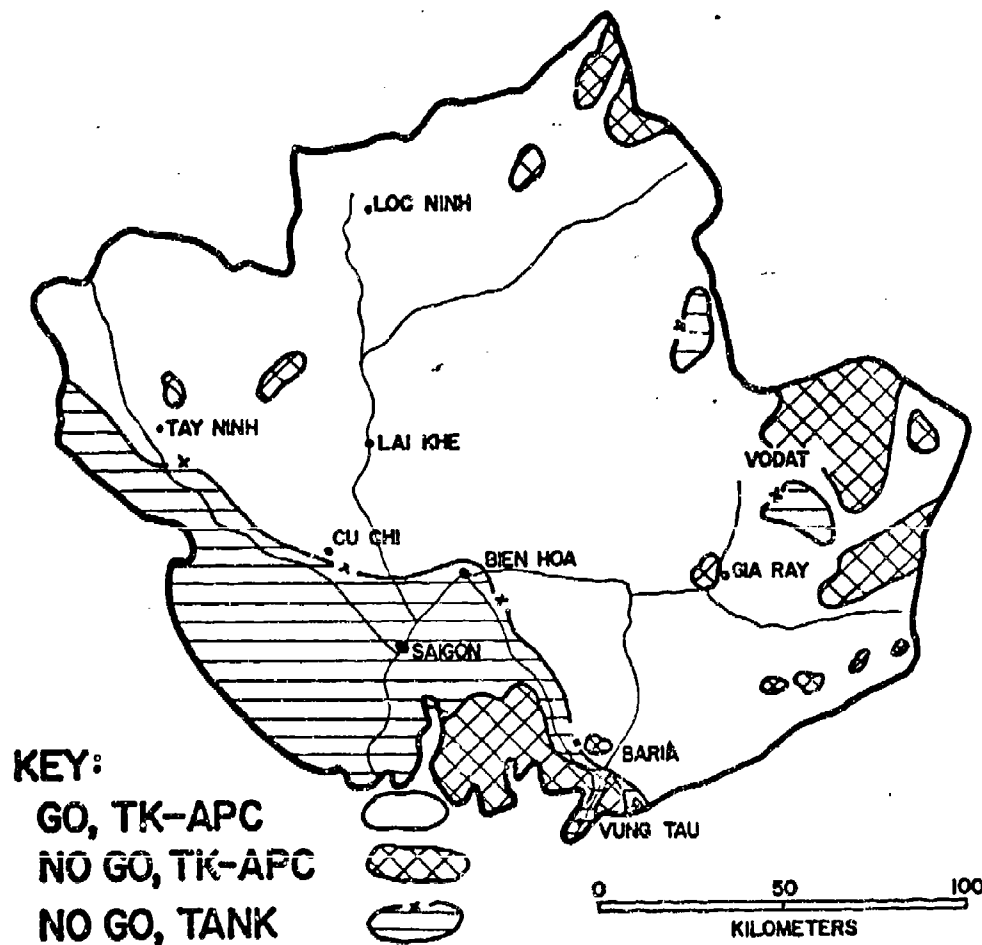 LOC NINH
TAY NINH
LAI KHE
VODAT
CU CHI
BIEN HOA
GIA RAY
SAIGON
BARIA
VUNG TAU
KEY:
GO, TK-APC
NO GO, TK-APC
NO GO, TANK
x
0 50 100
KILOMETERS